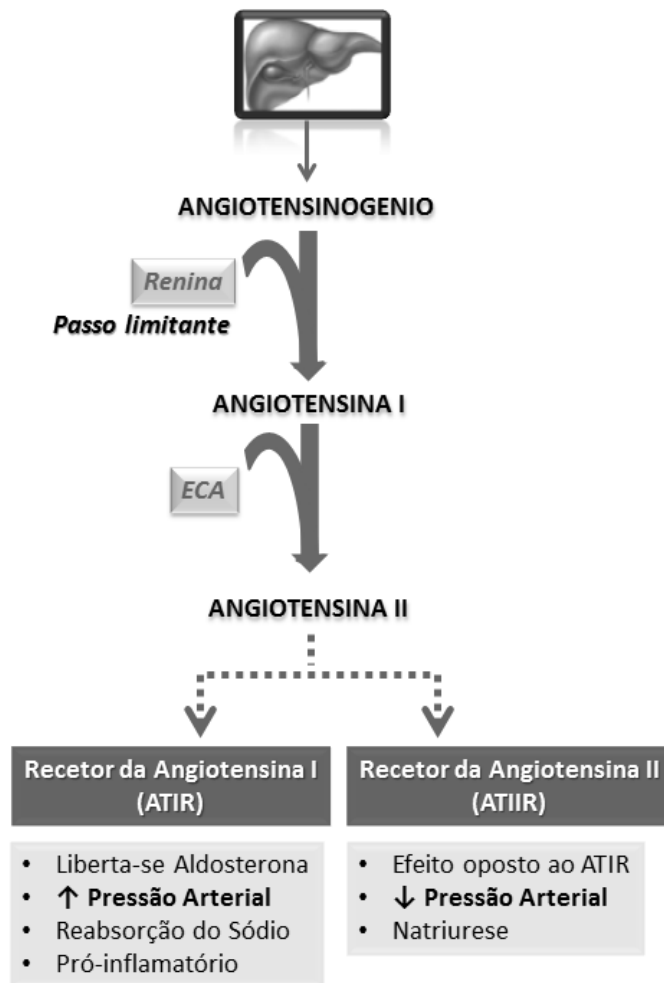 ANGIOTENSINOGENIO
Renina
Passo limitante
ANGIOTENSINA I
ECA
ANGIOTENSINA II
Recetor da Angiotensina I
(ATIR)
• Liberta-se Aldosterona
• ↑ Pressão Arterial
• Reabsorção do Sódio
• Pró-inflamatório
Recetor da Angiotensina II
(ATIIR)
• Efeito oposto ao ATIR
• ↓ Pressão Arterial
• Natriurese